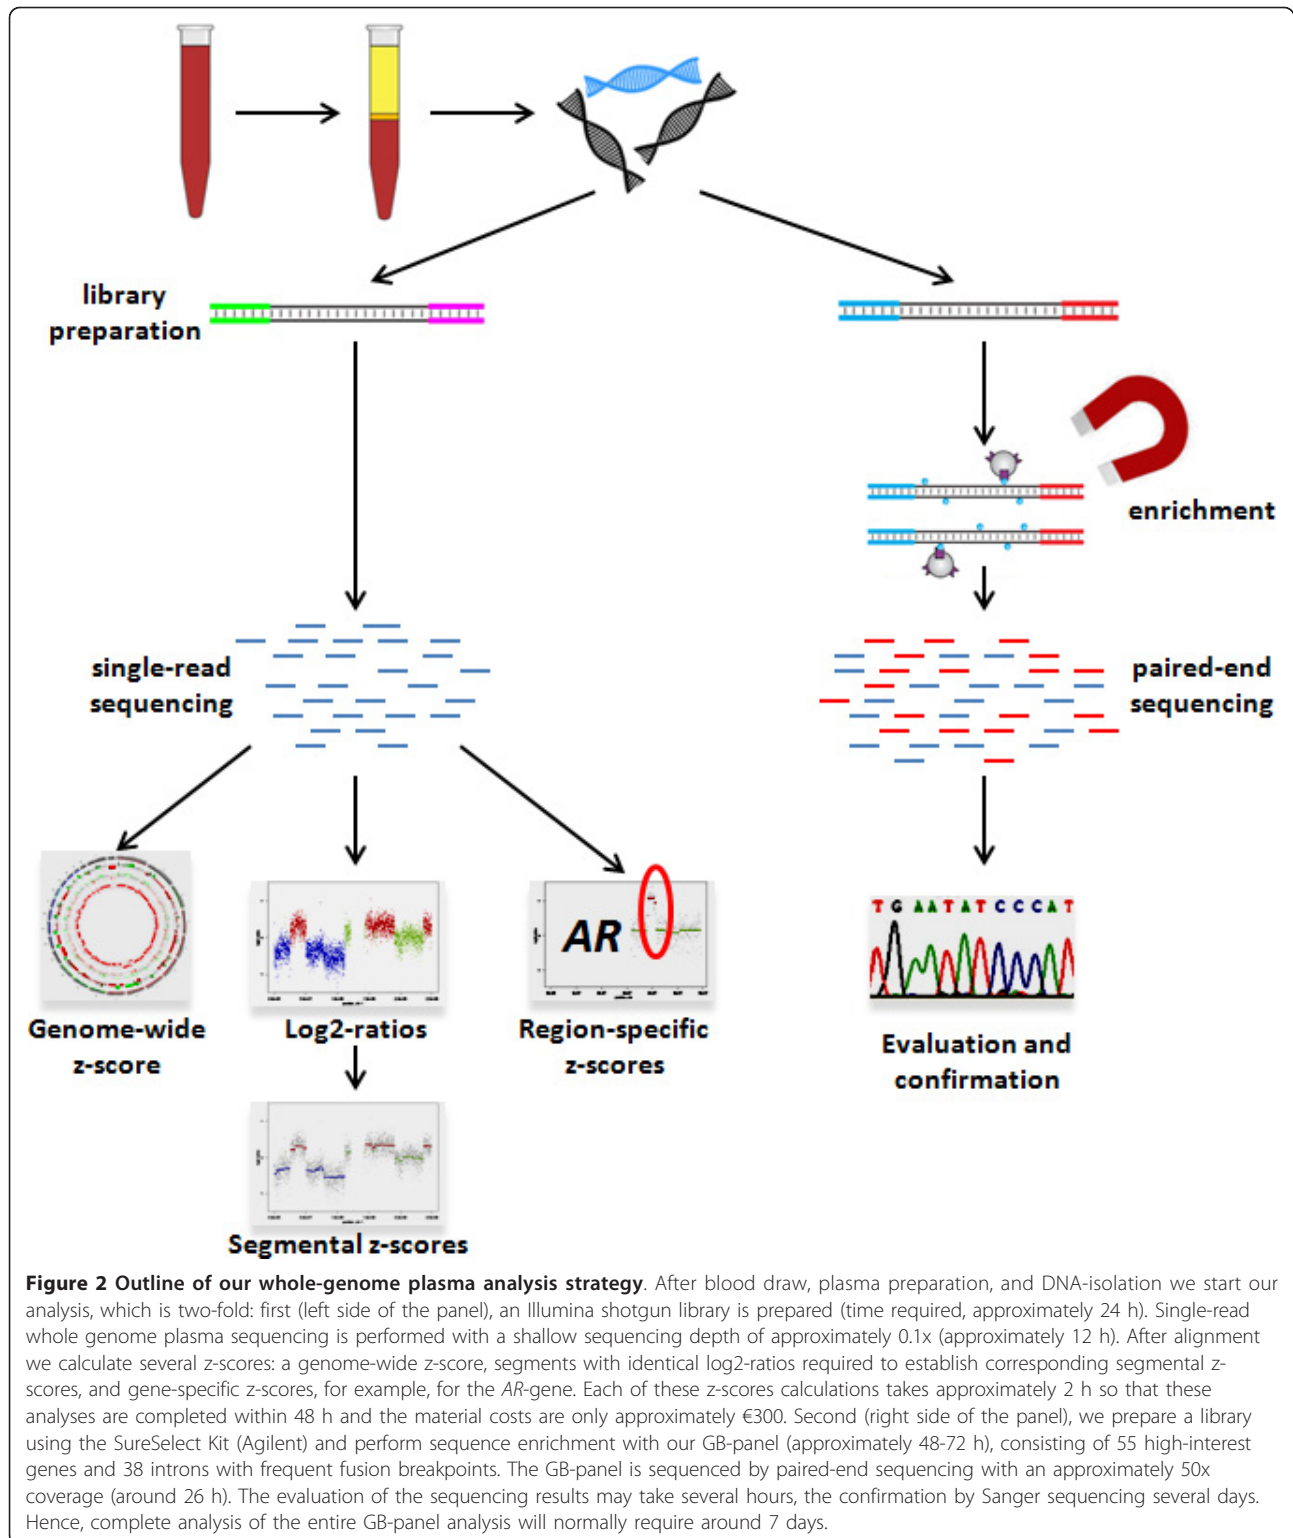 library
preparation
enrichment
single-read
sequencing
paired-end
sequencing
AR
T G A A T A T C C C A T
Genome-wide
z-score
Log2-ratios
Region-specific
z-scores
Evaluation and
confirmation
Segmental z-scores
Figure 2 Outline of our whole-genome plasma analysis strategy. After blood draw, plasma preparation, and DNA-isolation we start our
analysis, which is two-fold: first (left side of the panel), an Illumina shotgun library is prepared (time required, approximately 24 h). Single-read
whole genome plasma sequencing is performed with a shallow sequencing depth of approximately 0.1x (approximately 12 h). After alignment
we calculate several z-scores: a genome-wide z-score, segments with identical log2-ratios required to establish corresponding segmental z-
scores, and gene-specific z-scores, for example, for the AR-gene. Each of these z-scores calculations takes approximately 2 h so that these
analyses are completed within 48 h and the material costs are only approximately €300. Second (right side of the panel), we prepare a library
using the SureSelect Kit (Agilent) and perform sequence enrichment with our GB-panel (approximately 48-72 h), consisting of 55 high-interest
genes and 38 introns with frequent fusion breakpoints. The GB-panel is sequenced by paired-end sequencing with an approximately 50x
coverage (around 26 h). The evaluation of the sequencing results may take several hours, the confirmation by Sanger sequencing several days.
Hence, complete analysis of the entire GB-panel analysis will normally require around 7 days.